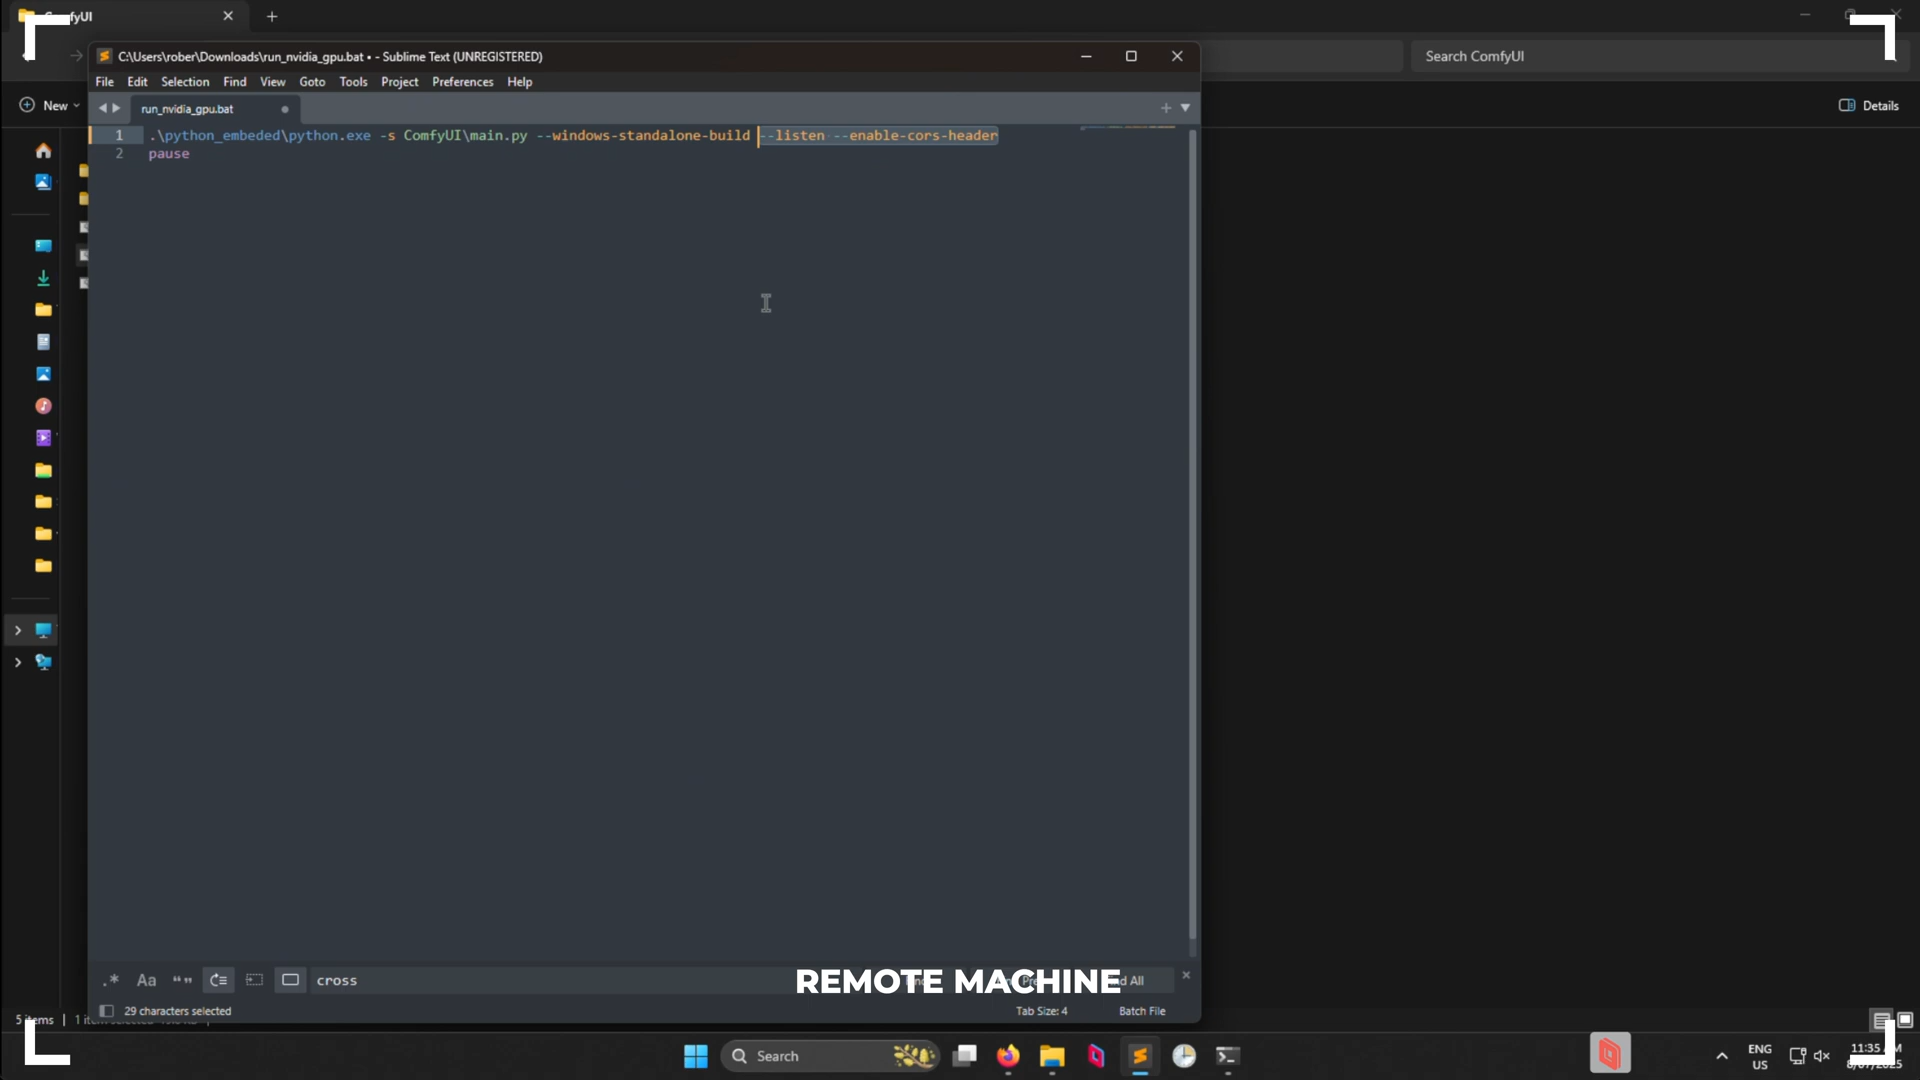 ComfyUI
Search ComfyUI
New
Details
C:\Users\rober\Downloads\run_nvidia_gpu.bat • - Sublime Text (UNREGISTERED)
File Edit Selection Find View Goto Tools Project Preferences Help
run_nvidia_gpu.bat
1 .\python_embeded\python.exe -s ComfyUI\main.py --windows-standalone-build --listen --enable-cors-header
2 pause
.* Aa “” cross
REMOTE MACHINE
29 characters selected
Tab Size: 4
Batch File
5 items
Search
ENG
US
11:35